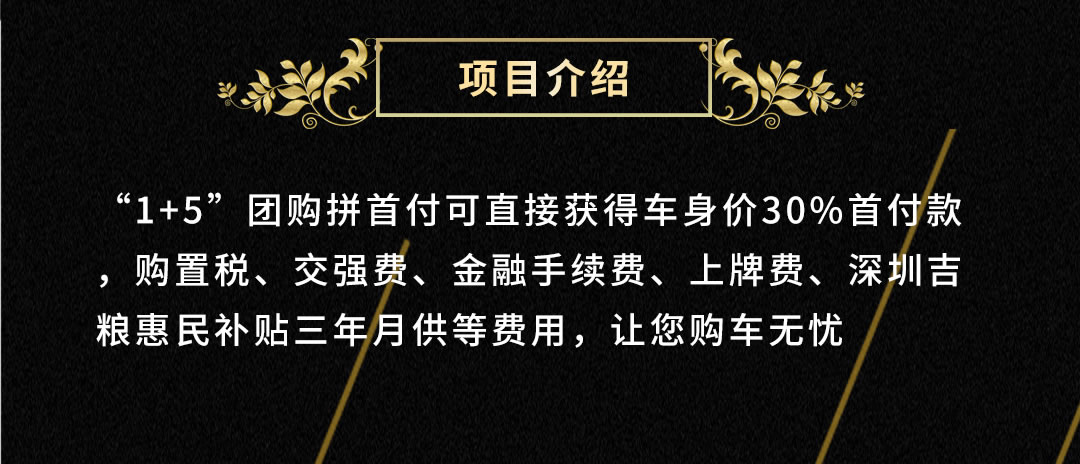 项目介绍
“1+5”团购拼首付可直接获得车身价30%首付款
，购置税、交强费、金融手续费、上牌费、深圳吉
粮惠民补贴三年月供等费用，让您购车无忧